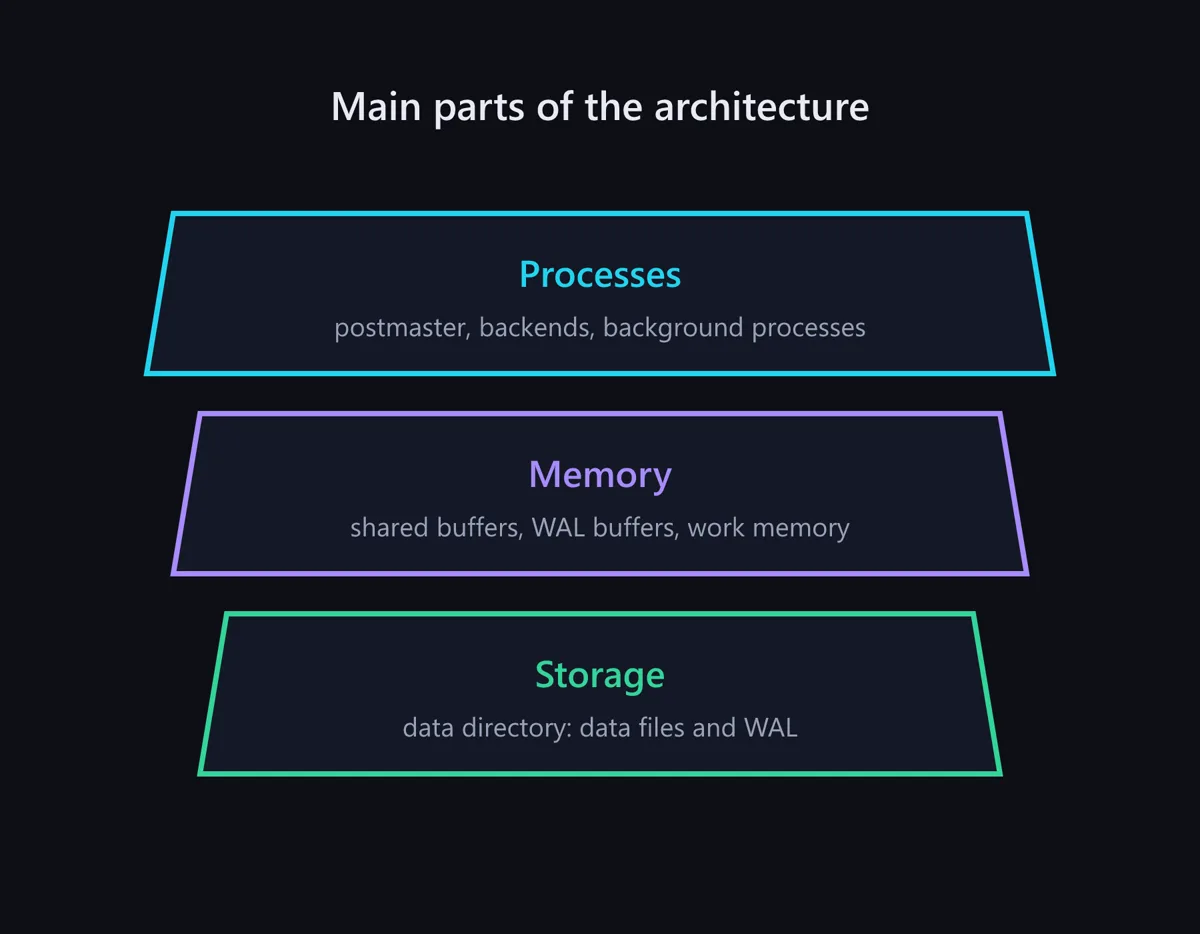 Main parts of the architecture
Processes
postmaster, backends, background processes
Memory
shared buffers, WAL buffers, work memory
Storage
data directory: data files and WAL